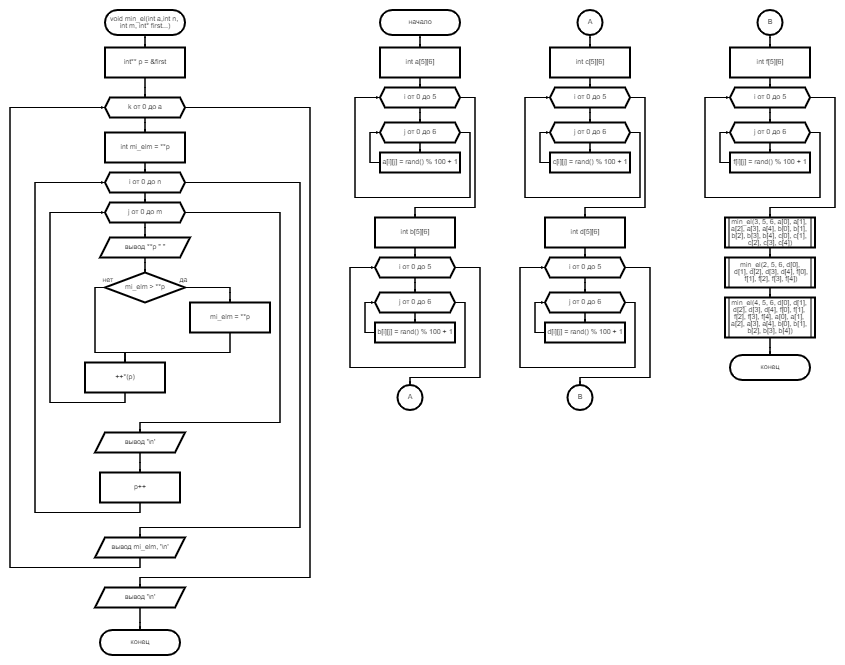 void min_el(int a,int n,
int m, int* first...)
int** p = &first
k от 0 до a
int mi_elm = **p
i от 0 до n
j от 0 до m
вывод **p " "
нет
да
mi_elm > **p
mi_elm = **p
++*(p)
вывод '\n'
p++
вывод mi_elm, '\n'
вывод '\n'
конец
начало
int a[5][6]
i от 0 до 5
j от 0 до 6
a[i][j] = rand() % 100 + 1
int b[5][6]
i от 0 до 5
j от 0 до 6
b[i][j] = rand() % 100 + 1
A
A
int c[5][6]
i от 0 до 5
j от 0 до 6
c[i][j] = rand() % 100 + 1
int d[5][6]
i от 0 до 5
j от 0 до 6
d[i][j] = rand() % 100 + 1
B
B
int f[5][6]
i от 0 до 5
j от 0 до 6
f[i][j] = rand() % 100 + 1
min_el(3, 5, 6, a[0], a[1],
a[2], a[3], a[4], b[0], b[1],
b[2], b[3], b[4], c[0], c[1],
c[2], c[3], c[4])
min_el(2, 5, 6, d[0],
d[1], d[2], d[3], d[4], f[0],
f[1], f[2], f[3], f[4])
min_el(4, 5, 6, d[0], d[1],
d[2], d[3], d[4], f[0], f[1],
f[2], f[3], f[4], a[0], a[1],
a[2], a[3], a[4], b[0], b[1],
b[2], b[3], b[4])
конец